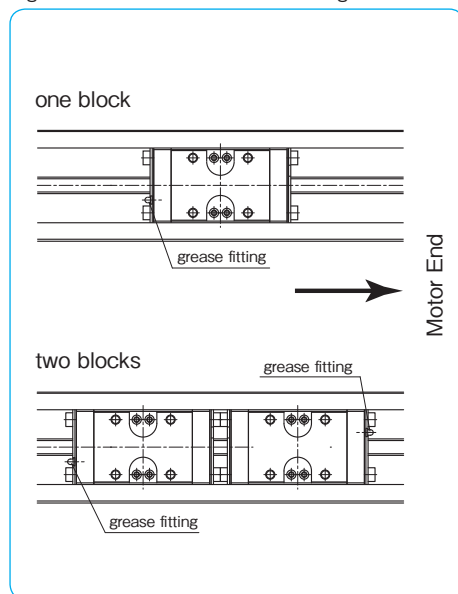 one block
grease fitting
Motor End
two blocks
grease fitting
grease fitting